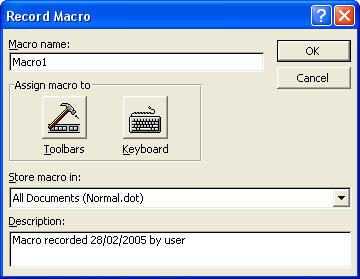 Record Macro
Macro name:
OK
Macro1
Cancel
Assign macro to
Toolbars Keyboard
Store macro in:
All Documents (Normal.dot)
Description:
Macro recorded 28/02/2005 by user